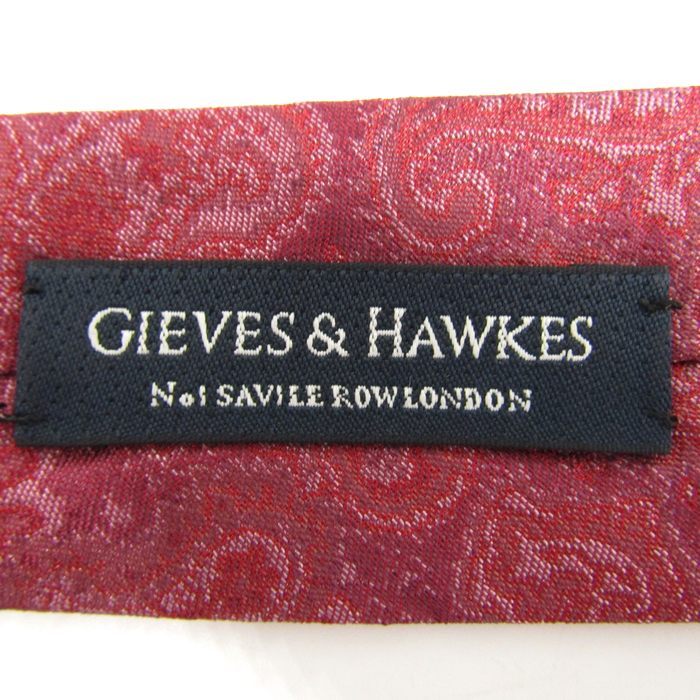 GIEVES & HAWKES
No1 SAVILE ROW LONDON